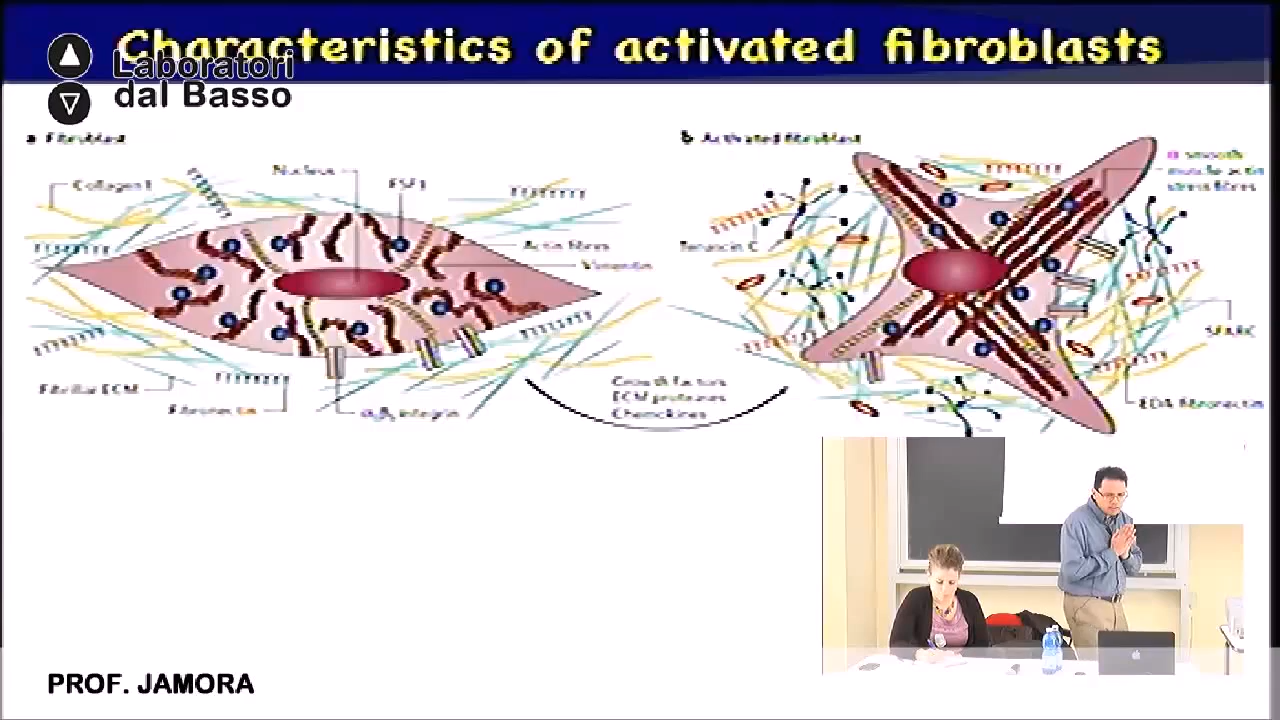 Characteristics of activated fibroblasts
Laboratori
dal Basso
a Fibroblast
b Activated fibroblast
Nucleus
FSP1
Collagen I
Actin fibres
Vimentin
Fibrillar ECM
Fibronectin
integrin
Growth factors
ECM proteins
Chemokines
α smooth
muscle actin
stress fibres
Tenascin C
SPARC
EDA fibronectin
PROF. JAMORA